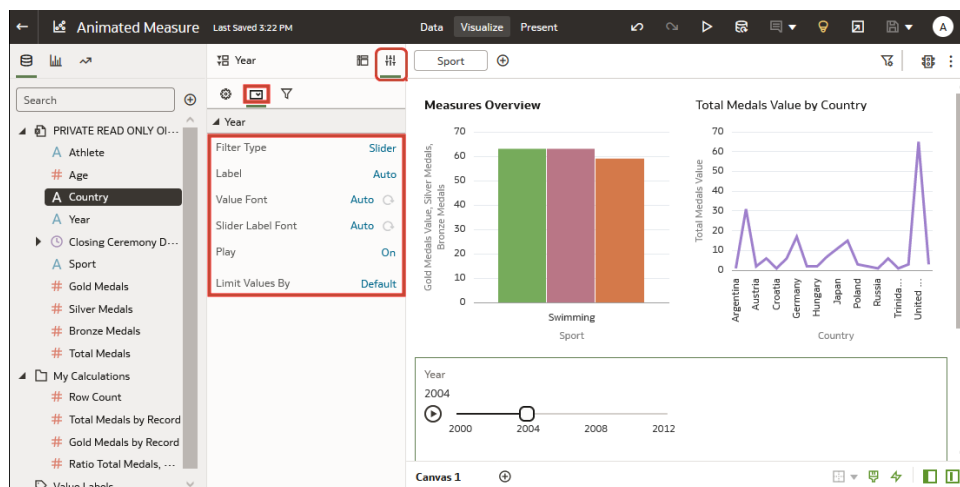 Animated Measure
Last Saved 3:22 PM
Data
Visualize
Present
A
Year
Sport
Search
PRIVATE READ ONLY Ol...
A Athlete
# Age
A Country
A Year
Closing Ceremony D...
A Sport
# Gold Medals
# Silver Medals
# Bronze Medals
# Total Medals
My Calculations
# Row Count
# Total Medals by Record
# Gold Medals by Record
# Ratio Total Medals, ...
Value Labels
Year
Filter Type Slider
Label Auto
Value Font Auto
Slider Label Font Auto
Play On
Limit Values By Default
Measures Overview
Gold Medals Value, Silver Medals,
Bronze Medals
70
60
50
40
30
20
10
0
Swimming
Sport
Total Medals Value by Country
Total Medals Value
70
60
50
40
30
20
10
0
Argentina
Austria
Croatia
Germany
Hungary
Japan
Poland
Russia
Trinida...
United ...
Country
Year
2004
2000 2004 2008 2012
Canvas 1